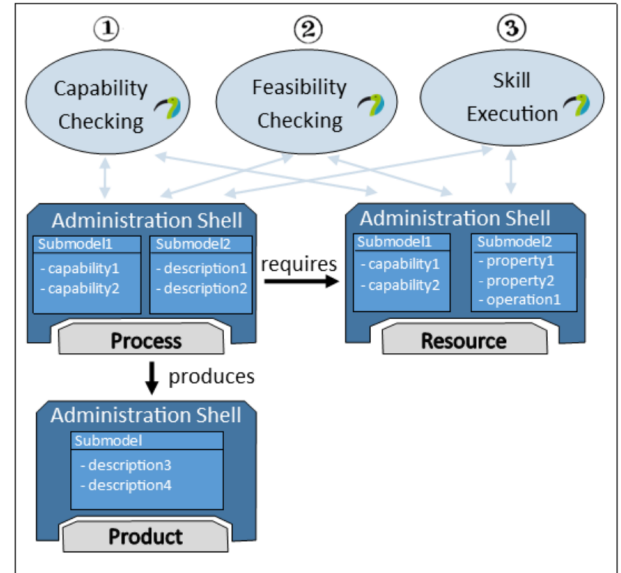 ① ② ③
Capability
Checking
Feasibility
Checking
Skill
Execution
Administration Shell
Submodel1
- capability1
- capability2
Submodel2
- description1
- description2
Process
requires
Administration Shell
Submodel1
- capability1
- capability2
Submodel2
- property1
- property2
- operation1
Resource
produces
Administration Shell
Submodel
- description3
- description4
Product